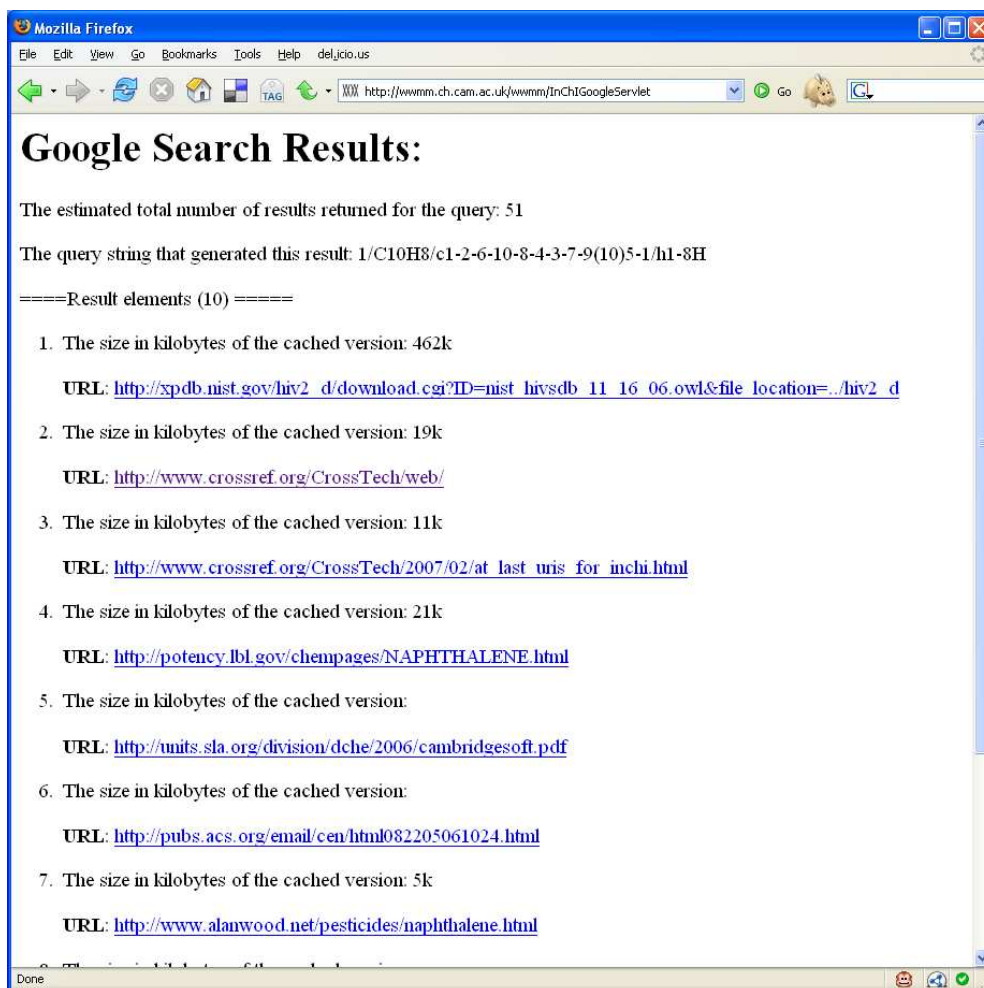 Mozilla Firefox
File Edit View Go Bookmarks Tools Help del.icio.us
TAG http://wwmm.ch.cam.ac.uk/wwmm/InChIGoogleServlet Go G
Google Search Results:
The estimated total number of results returned for the query: 51
The query string that generated this result: 1/C10H8/c1-2-6-10-8-4-3-7-9(10)5-1/h1-8H
====Result elements (10) =====
1. The size in kilobytes of the cached version: 462k
URL: http://xpdb.nist.gov/hiv2_d/download.cgi?ID=nist_hivsdb_11_16_06.owl&file_location=../hiv2_d
2. The size in kilobytes of the cached version: 19k
URL: http://www.crossref.org/CrossTech/web/
3. The size in kilobytes of the cached version: 11k
URL: http://www.crossref.org/CrossTech/2007/02/at_last_uris_for_inchi.html
4. The size in kilobytes of the cached version: 21k
URL: http://potency.lbl.gov/chempages/NAPHTHALENE.html
5. The size in kilobytes of the cached version:
URL: http://units.sla.org/division/dche/2006/cambridgesoft.pdf
6. The size in kilobytes of the cached version:
URL: http://pubs.acs.org/email/cen/html082205061024.html
7. The size in kilobytes of the cached version: 5k
URL: http://www.alanwood.net/pesticides/naphthalene.html
Done